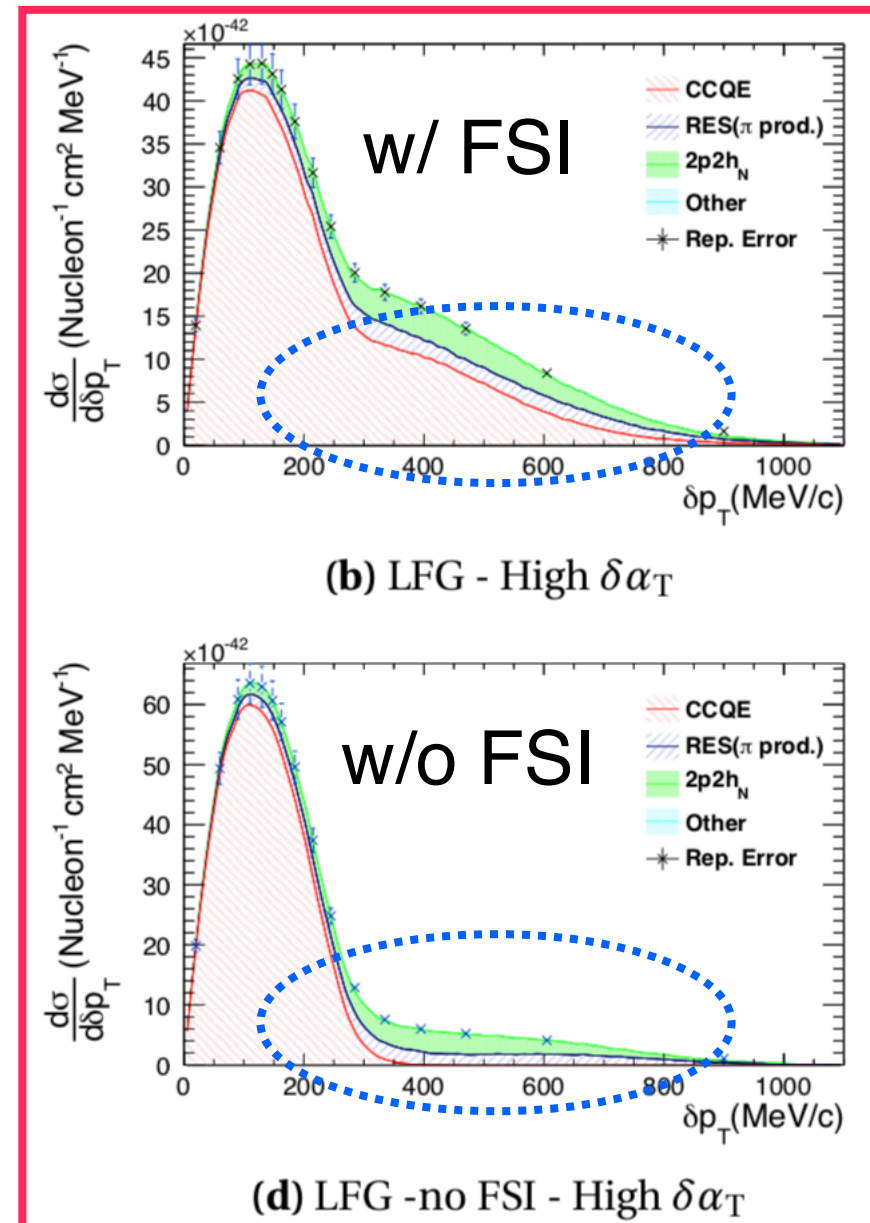 ×10⁻⁴²
45
40
35
30
25
20
15
10
5
0
dσ/dδp_T (Nucleon⁻¹ cm² MeV⁻¹)
w/ FSI
CCQE
RES(π prod.)
2p2h_N
Other
Rep. Error
0 200 400 600 800 1000
δp_T(MeV/c)
(b) LFG - High δα_T
×10⁻⁴²
60
50
40
30
20
10
0
dσ/dδp_T (Nucleon⁻¹ cm² MeV⁻¹)
w/o FSI
CCQE
RES(π prod.)
2p2h_N
Other
Rep. Error
0 200 400 600 800 1000
δp_T(MeV/c)
(d) LFG -no FSI - High δα_T